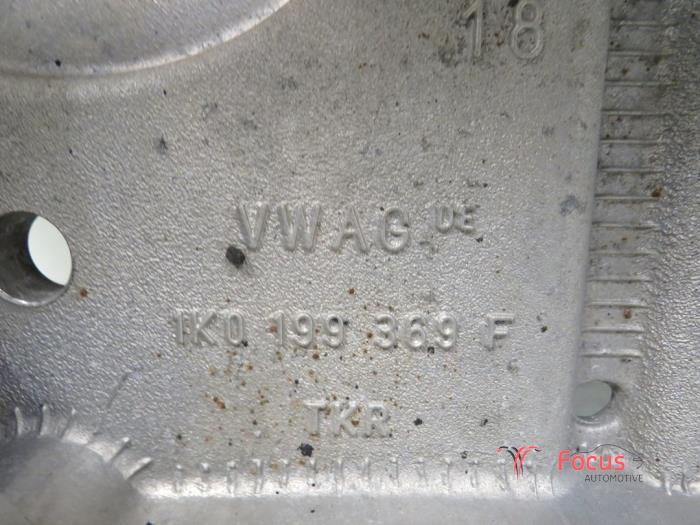 18
VWAG DE
1K0 199 369 F
TKR
Focus
AUTOMOTIVE